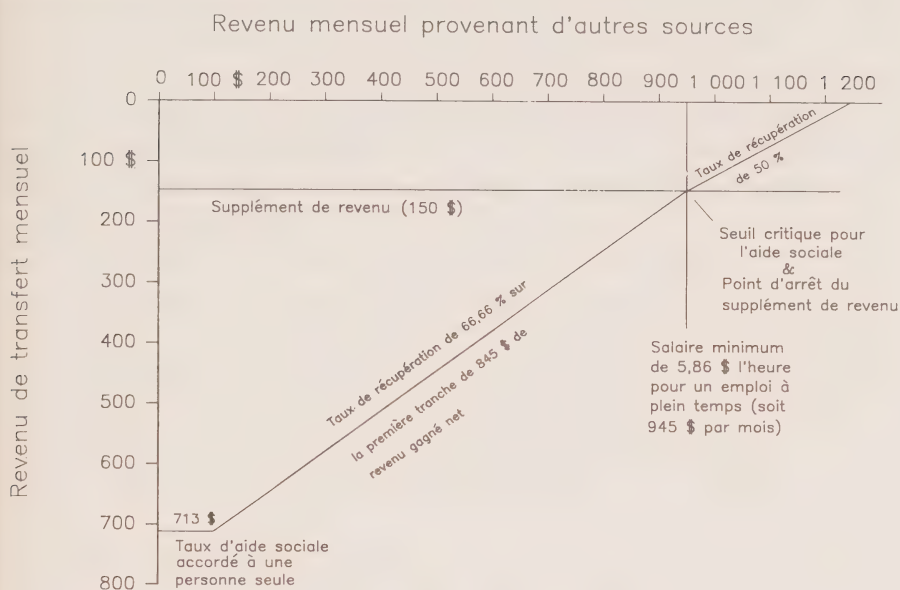 Revenu mensuel provenant d'autres sources
0 100 $ 200 300 400 500 600 700 800 900 1 000 1 100 1 200
Revenu de transfert mensuel
0
100 $
200
300
400
500
600
700
800
Taux de récupération
de 50 %
Supplément de revenu (150 $)
Seuil critique pour
l'aide sociale
&
Point d'arrêt du
supplément de revenu
Taux de récupération de 66,66 % sur
la première tranche de 845 $ de
revenu gagné net
Salaire minimum
de 5,86 $ l'heure
pour un emploi à
plein temps (soit
945 $ par mois)
713 $
Taux d'aide sociale
accordé à une
personne seule